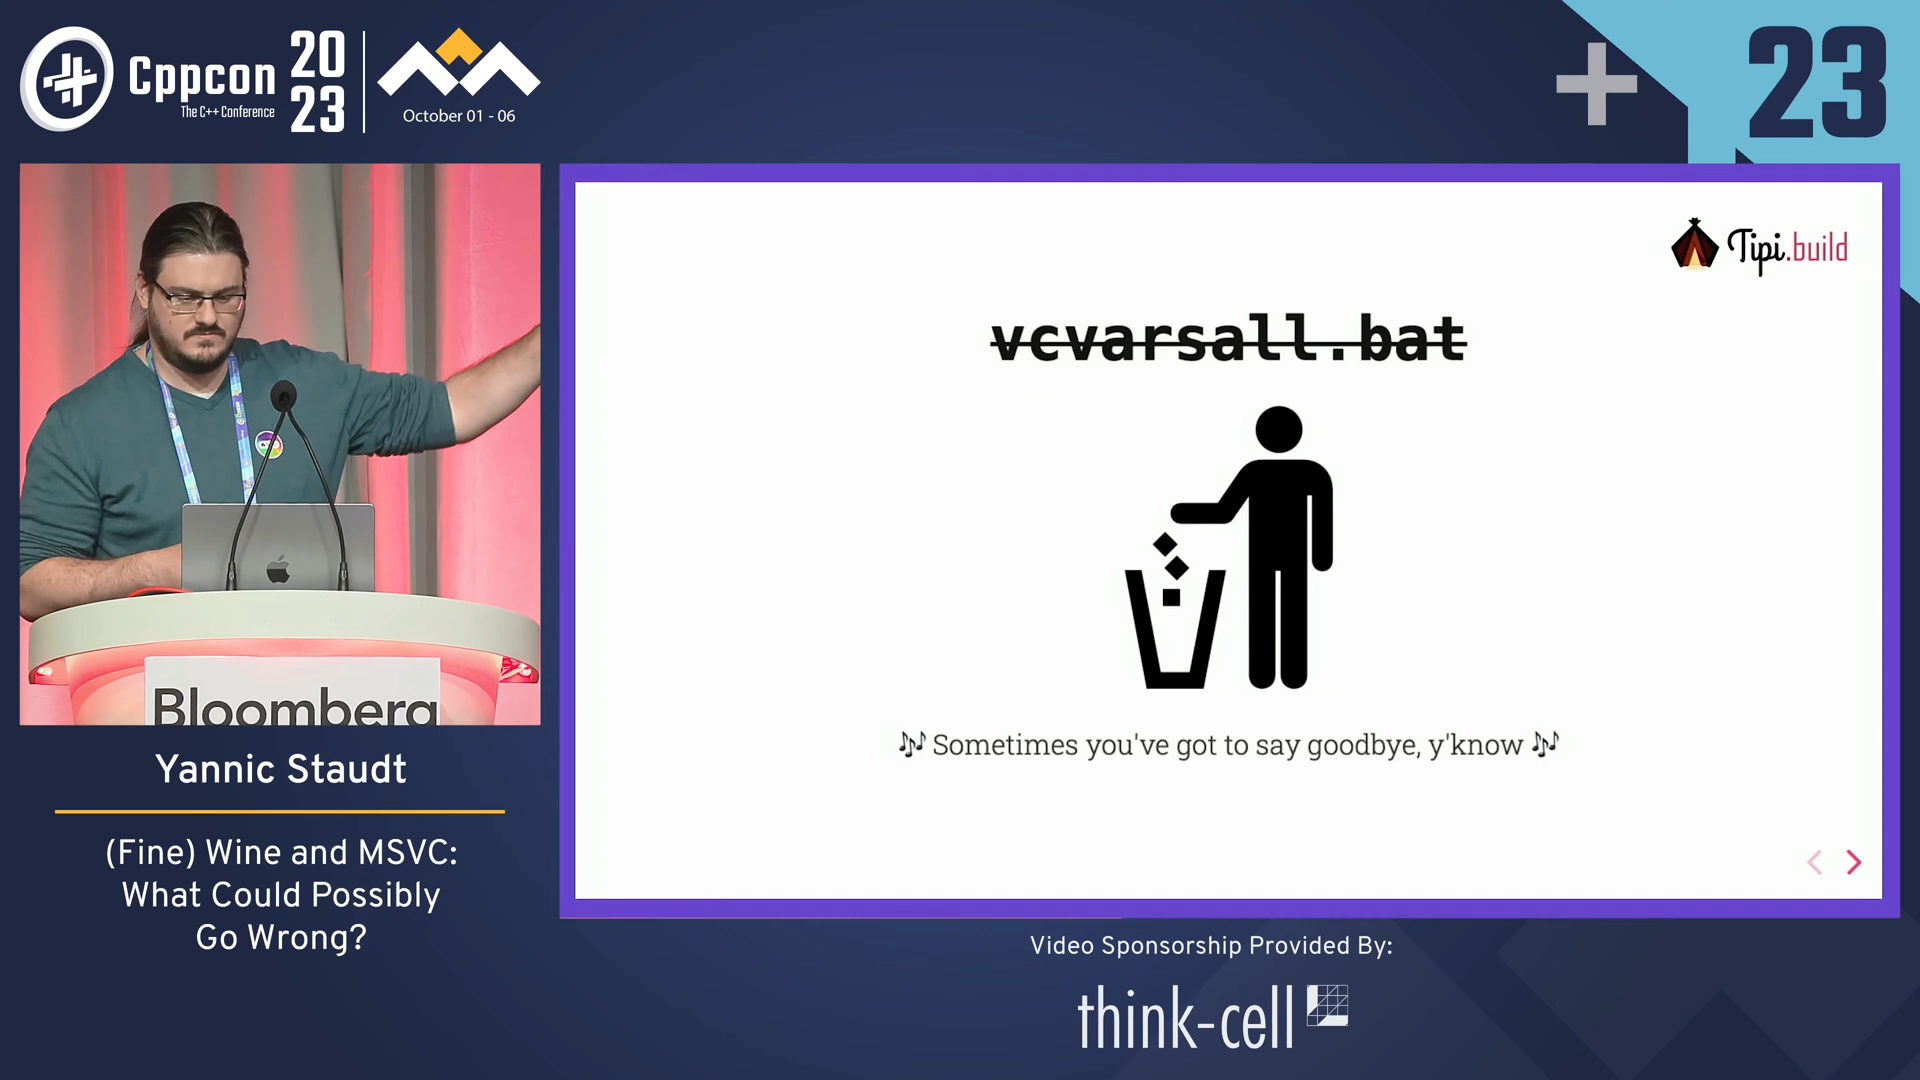 Cppcon
The C++ Conference
20
23
October 01 - 06
23
Tipi.build
vcvarsall.bat
🎶 Sometimes you've got to say goodbye, y'know 🎶
Bloomberg
Yannic Staudt
(Fine) Wine and MSVC:
What Could Possibly
Go Wrong?
Video Sponsorship Provided By:
think-cell